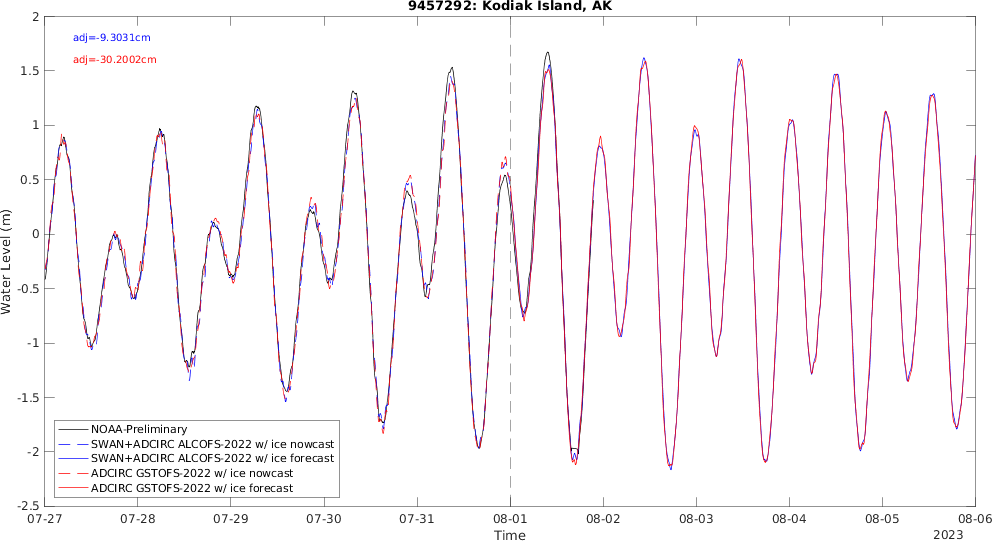 9457292: Kodiak Island, AK
adj=-9.3031cm
adj=-30.2002cm
Water Level (m)
2
1.5
1
0.5
0
-0.5
-1
-1.5
-2
-2.5
NOAA-Preliminary
SWAN+ADCIRC ALCOFS-2022 w/ ice nowcast
SWAN+ADCIRC ALCOFS-2022 w/ ice forecast
ADCIRC GSTOFS-2022 w/ ice nowcast
ADCIRC GSTOFS-2022 w/ ice forecast
07-27 07-28 07-29 07-30 07-31 08-01 08-02 08-03 08-04 08-05 08-06
Time
2023